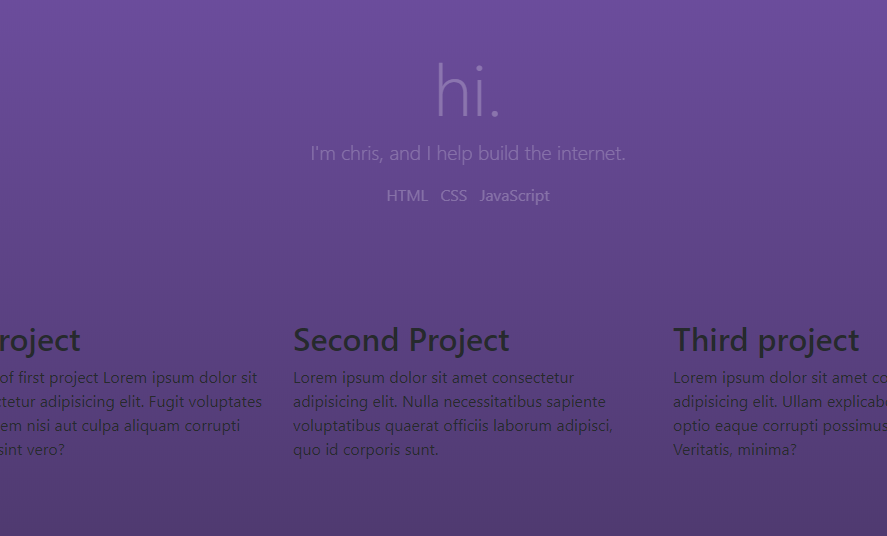 hi.
I'm chris, and I help build the internet.
HTML CSS JavaScript
roject
of first project Lorem ipsum dolor sit
tetur adipisicing elit. Fugit voluptates
em nisi aut culpa aliquam corrupti
sint vero?
Second Project
Lorem ipsum dolor sit amet consectetur
adipisicing elit. Nulla necessitatibus sapiente
voluptatibus quaerat officiis laborum adipisci,
quo id corporis sunt.
Third project
Lorem ipsum dolor sit amet co
adipisicing elit. Ullam explicab
optio eaque corrupti possimus
Veritatis, minima?